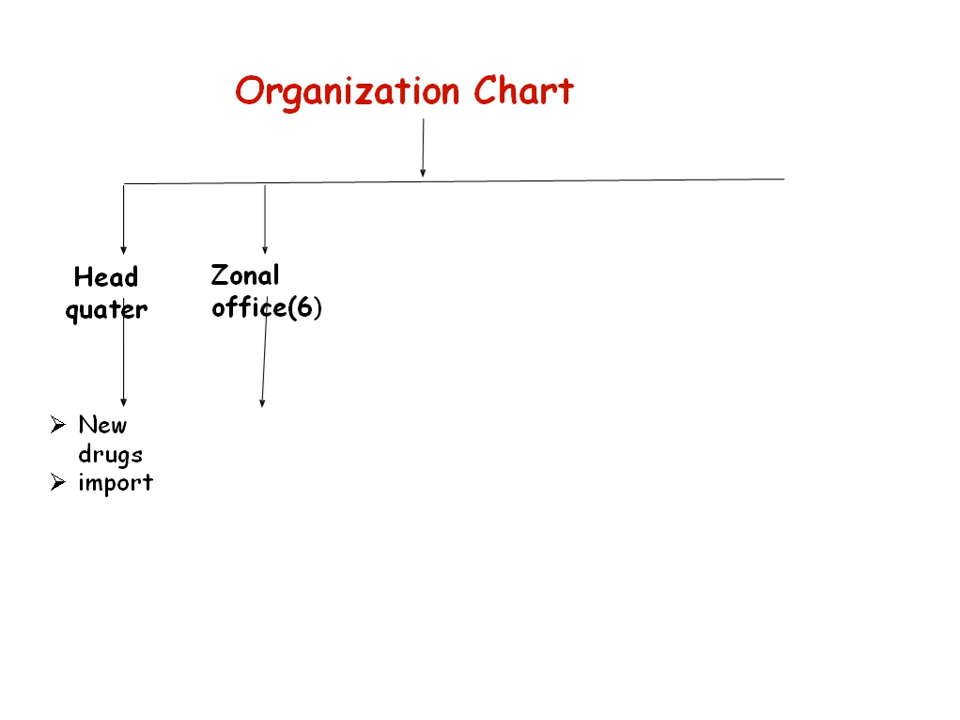 Organization Chart
Head
quater
Zonal
office(6)
New
drugs
import